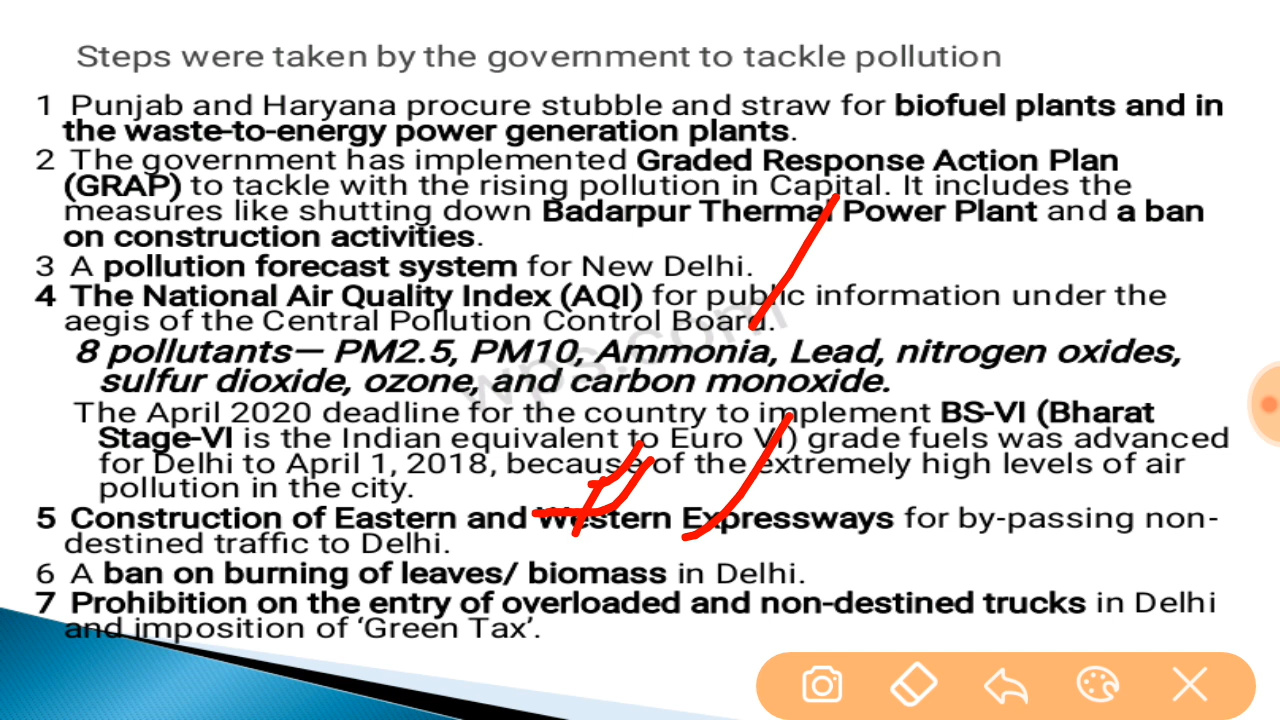 Steps were taken by the government to tackle pollution
1 Punjab and Haryana procure stubble and straw for biofuel plants and in
the waste-to-energy power generation plants.
2 The government has implemented Graded Response Action Plan
(GRAP) to tackle with the rising pollution in Capital. It includes the
measures like shutting down Badarpur Thermal Power Plant and a ban
on construction activities.
3 A pollution forecast system for New Delhi.
4 The National Air Quality Index (AQI) for public information under the
aegis of the Central Pollution Control Board.
8 pollutants— PM2.5, PM10, Ammonia, Lead, nitrogen oxides,
sulfur dioxide, ozone, and carbon monoxide.
The April 2020 deadline for the country to implement BS-VI (Bharat
Stage-VI is the Indian equivalent to Euro VI) grade fuels was advanced
for Delhi to April 1, 2018, because of the extremely high levels of air
pollution in the city.
5 Construction of Eastern and Western Expressways for by-passing non-
destined traffic to Delhi.
6 A ban on burning of leaves/ biomass in Delhi.
7 Prohibition on the entry of overloaded and non-destined trucks in Delhi
and imposition of ‘Green Tax’.
wps.com